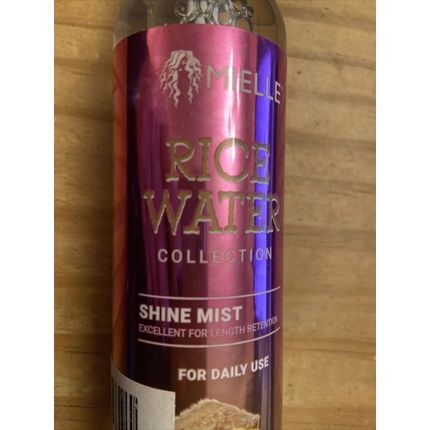 MIELLE
RICE
WATER
COLLECTION
SHINE MIST
EXCELLENT FOR LENGTH RETENTION
FOR DAILY USE